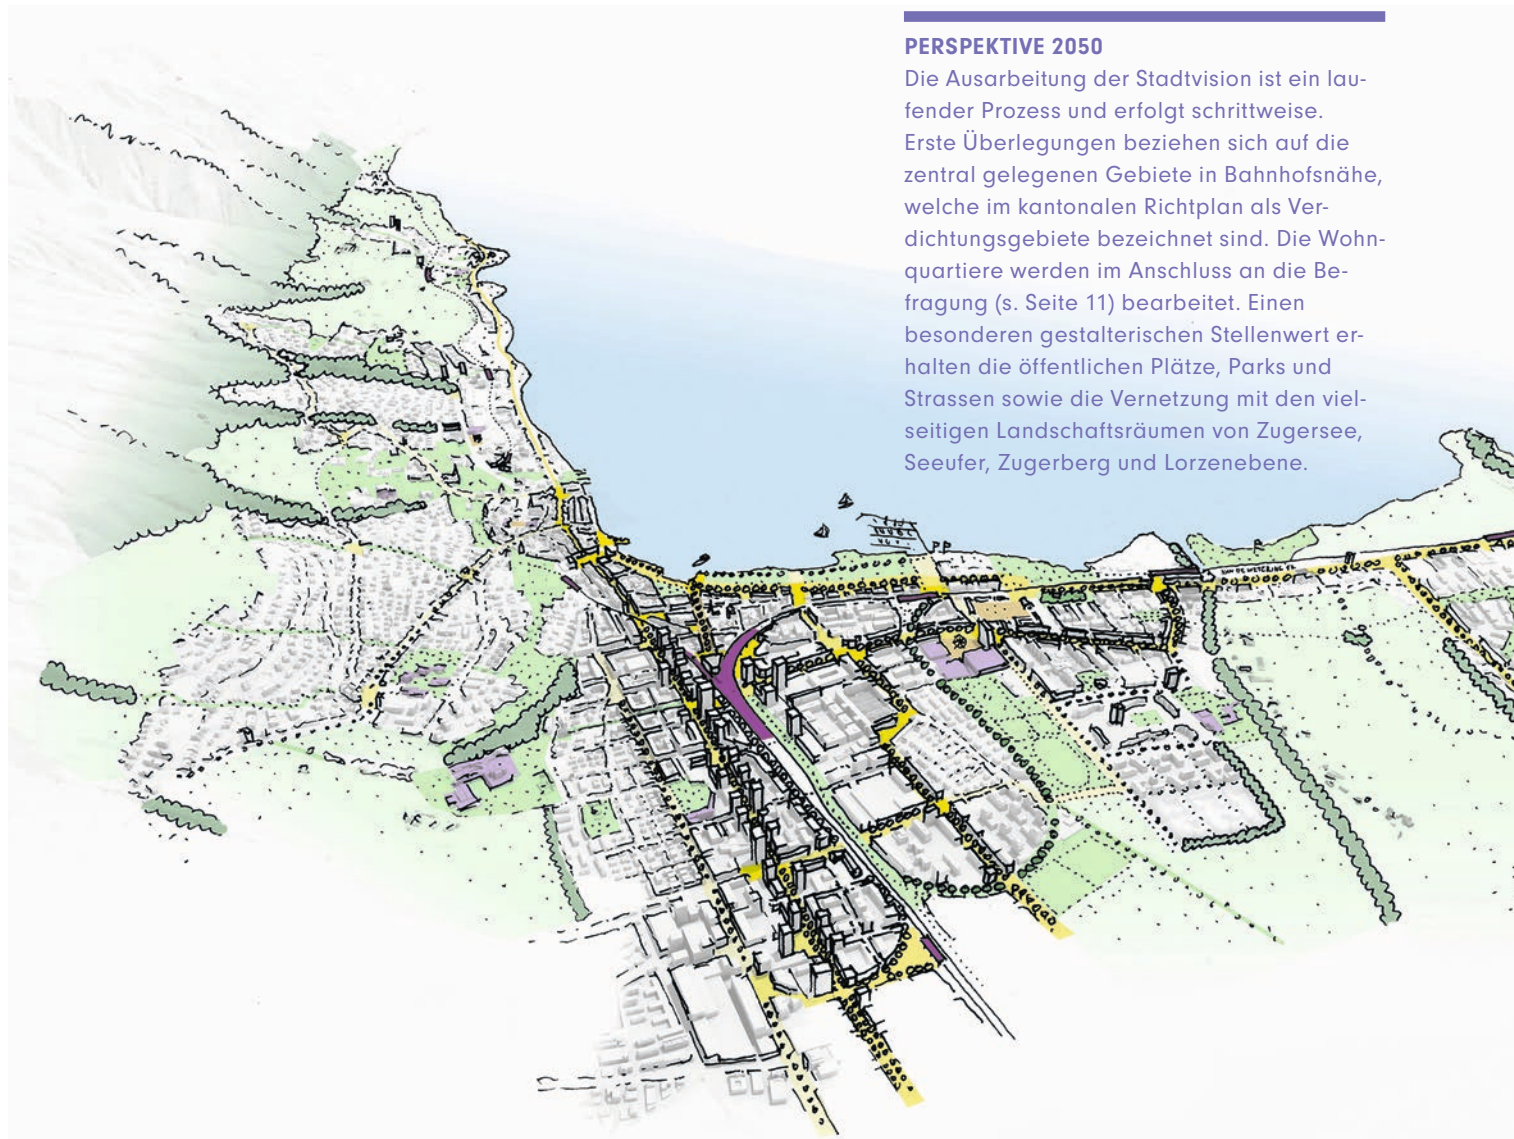 PERSPEKTIVE 2050
Die Ausarbeitung der Stadtvision ist ein lau-
fender Prozess und erfolgt schrittweise.
Erste Überlegungen beziehen sich auf die
zentral gelegenen Gebiete in Bahnhofsnähe,
welche im kantonalen Richtplan als Ver-
dichtungsgebiete bezeichnet sind. Die Wohn-
quartiere werden im Anschluss an die Be-
fragung (s. Seite 11) bearbeitet. Einen
besonderen gestalterischen Stellenwert er-
halten die öffentlichen Plätze, Parks und
Strassen sowie die Vernetzung mit den viel-
seitigen Landschaftsräumen von Zugersee,
Seeufer, Zugerberg und Lorzenebene.